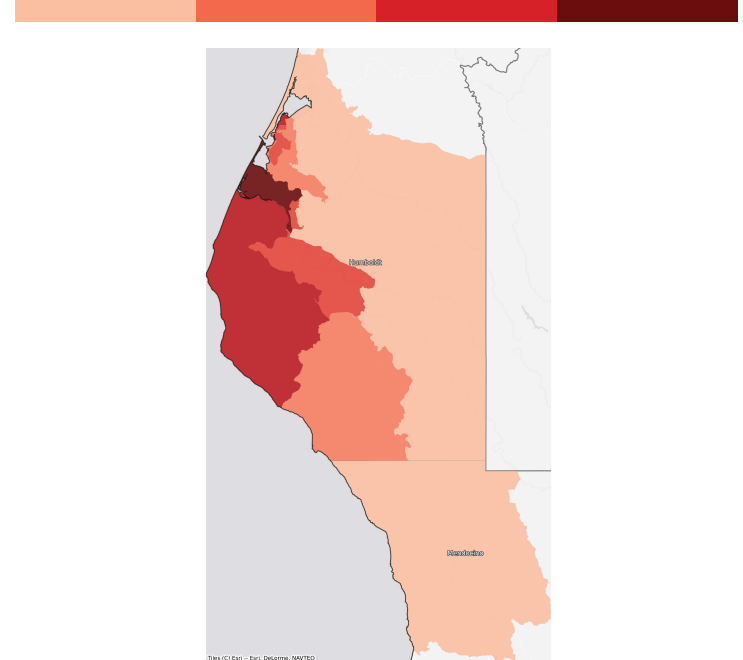 Humboldt
Mendocino
Tiles (C) Esri -- Esri, DeLorme, NAVTEQ